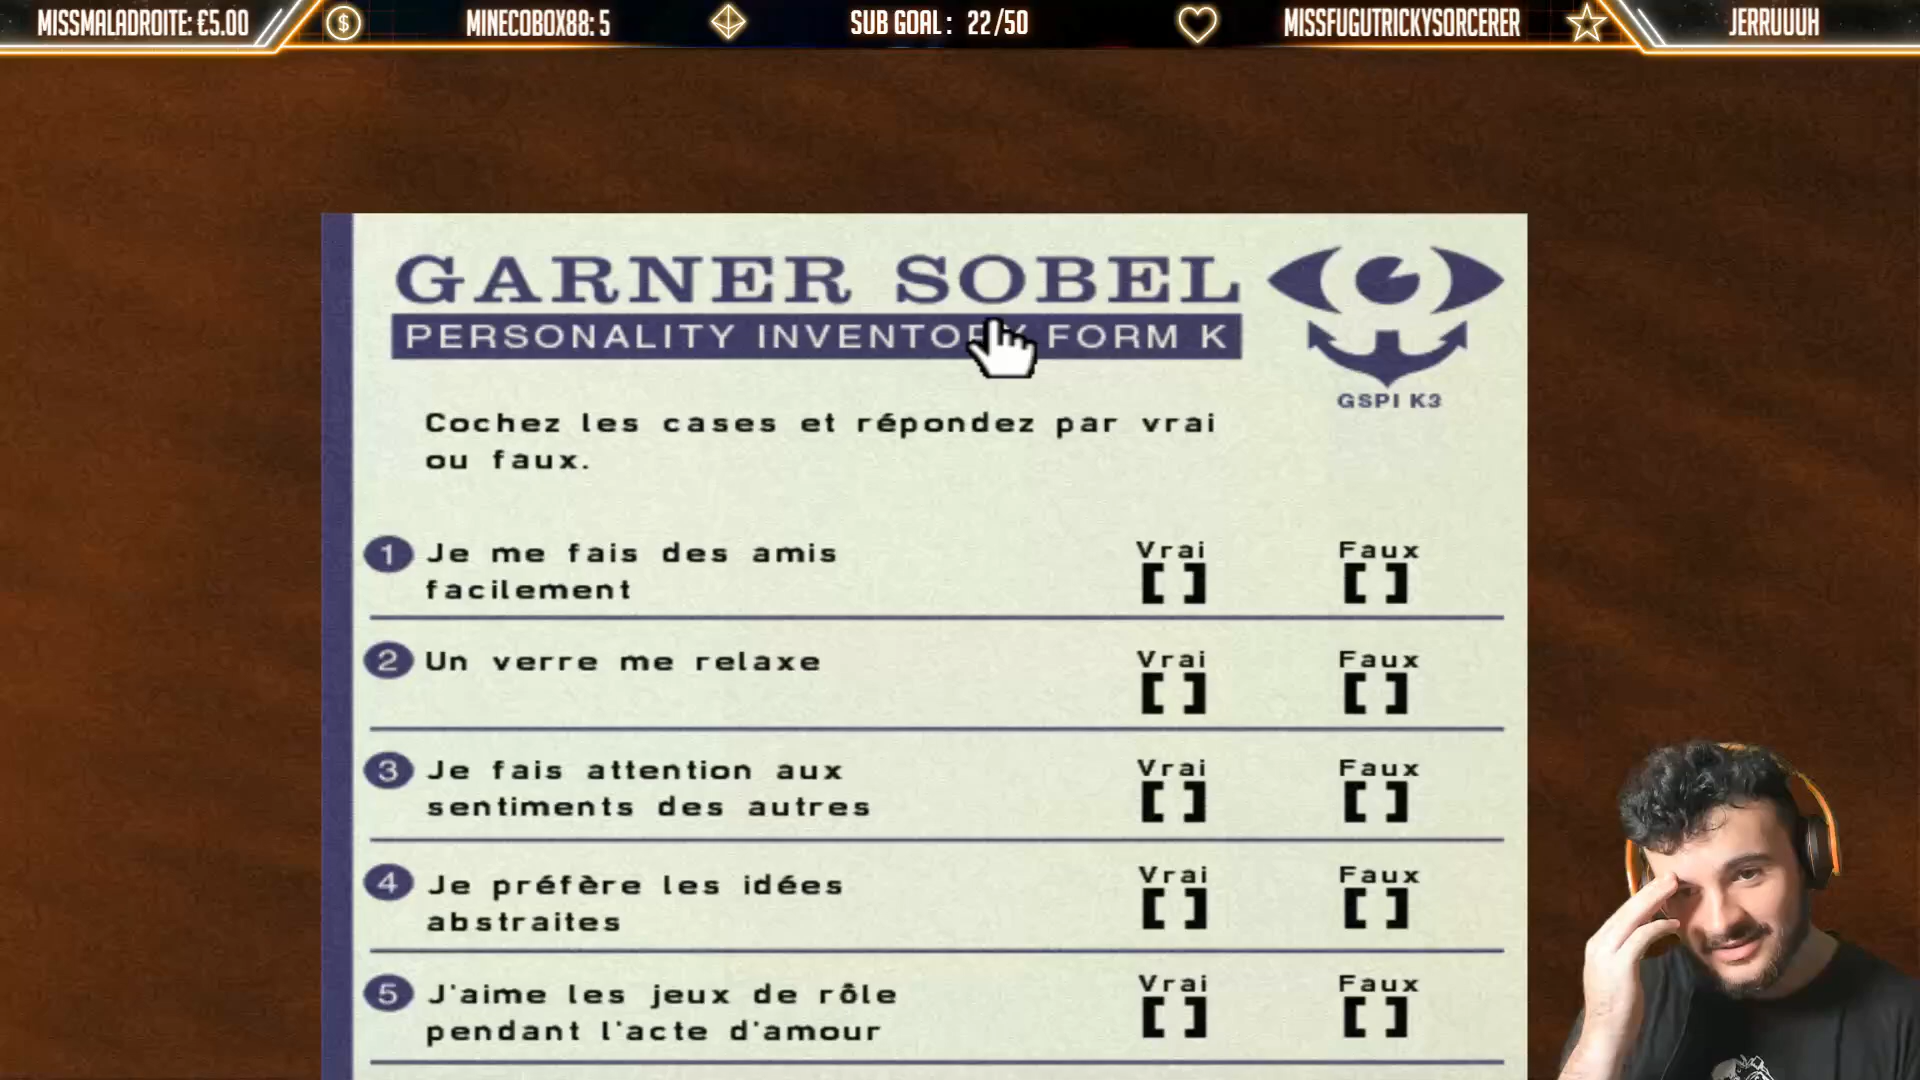 MISSMALADROITE: €5.00
MINECOBOX88: 5
SUB GOAL: 22/50
MISSFUGUTRICKYSORCERER
JERRUUUH
GARNER SOBEL
PERSONALITY INVENTORY FORM K
GSPI K3
Cochez les cases et répondez par vrai
ou faux.
1 Je me fais des amis
facilement
Vrai Faux
[ ] [ ]
2 Un verre me relaxe
Vrai Faux
[ ] [ ]
3 Je fais attention aux
sentiments des autres
Vrai Faux
[ ] [ ]
4 Je préfère les idées
abstraites
Vrai Faux
[ ] [ ]
5 J'aime les jeux de rôle
pendant l'acte d'amour
Vrai Faux
[ ] [ ]